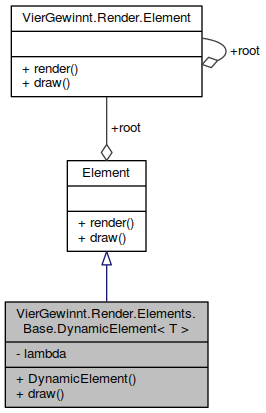 VierGewinnt.Render.Element
+ render()
+ draw()
+root
+root
Element
+ render()
+ draw()
VierGewinnt.Render.Elements.
Base.DynamicElement< T >
- lambda
+ DynamicElement()
+ draw()